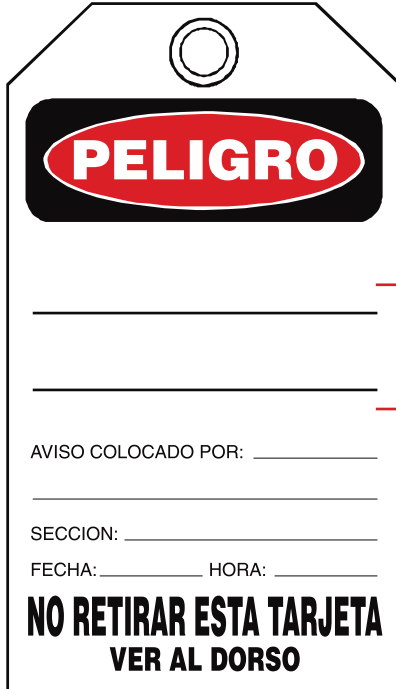 PELIGRO
AVISO COLOCADO POR:
SECCION:
FECHA: HORA:
NO RETIRAR ESTA TARJETA
VER AL DORSO